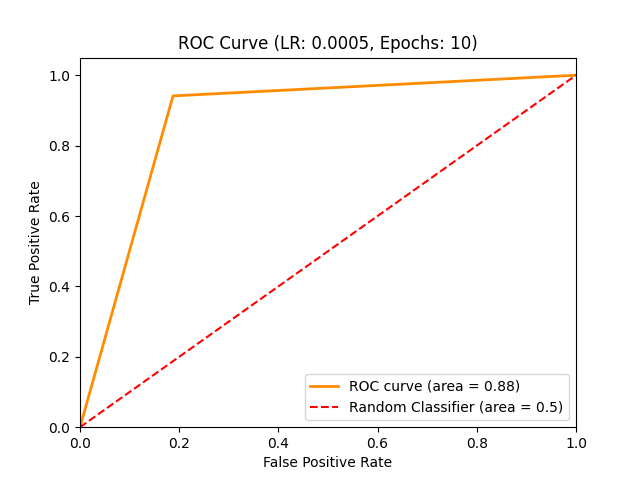 ROC Curve (LR: 0.0005, Epochs: 10)
1.0
0.8
0.6
0.4
0.2
0.0
True Positive Rate
ROC curve (area = 0.88)
Random Classifier (area = 0.5)
0.0 0.2 0.4 0.6 0.8 1.0
False Positive Rate